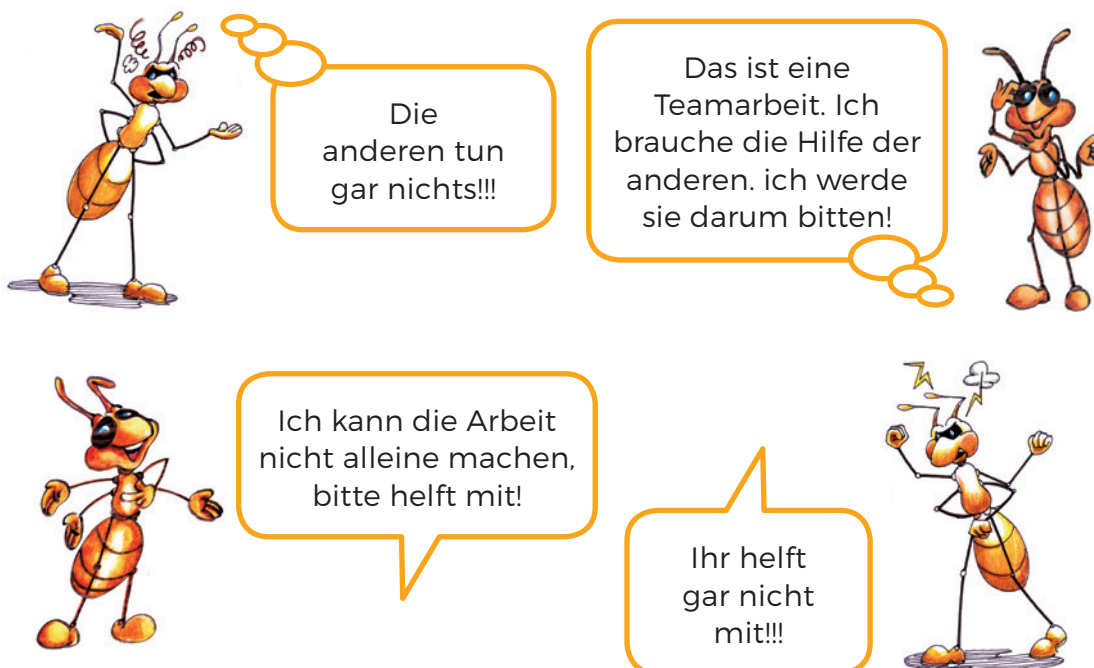 Die
anderen tun
gar nichts!!!
Das ist eine
Teamarbeit. Ich
brauche die Hilfe der
anderen. ich werde
sie darum bitten!
Ich kann die Arbeit
nicht alleine machen,
bitte helft mit!
Ihr helft
gar nicht
mit!!!